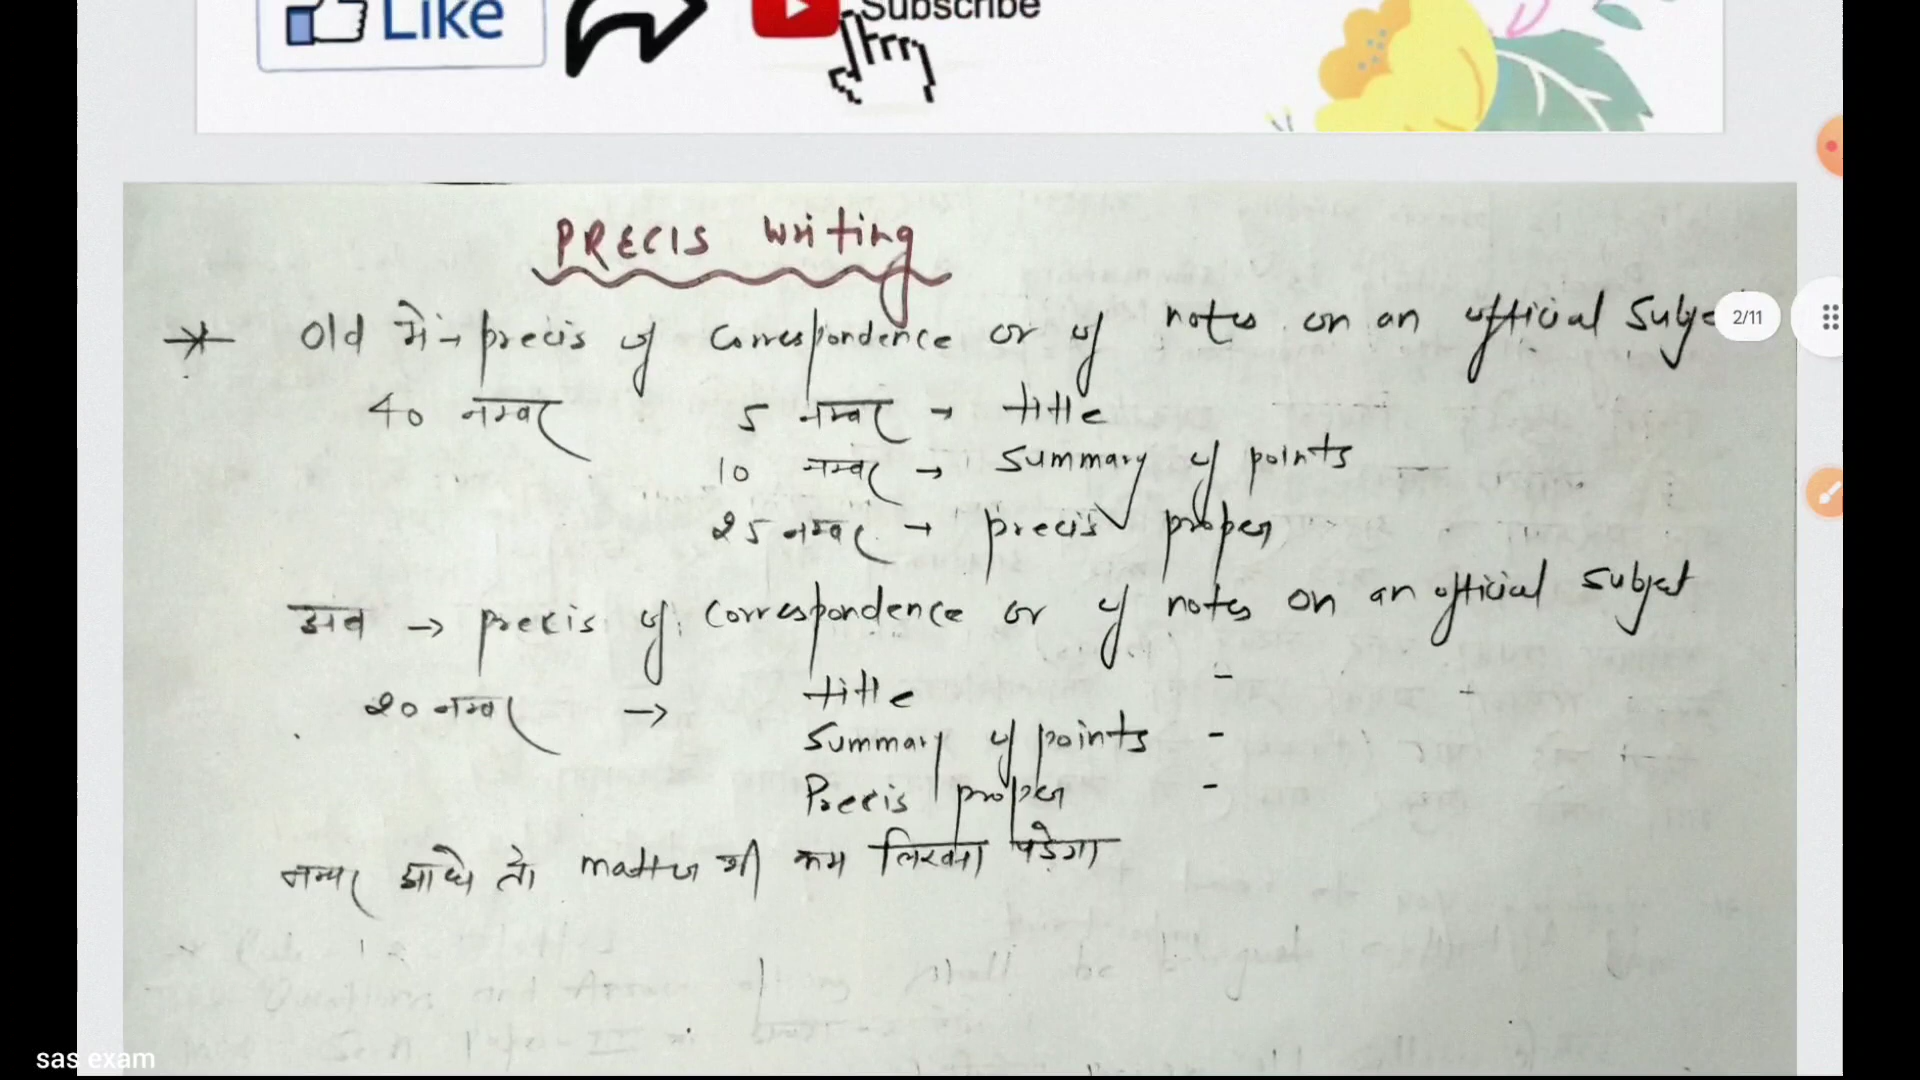 Like
Subscribe
PRECIS Writing
Old में → precis of correspondence or of notes on an official Subje
2/11
40 नम्बर 5 नम्बर → title
10 नम्बर → Summary of points
25 नम्बर → precis proper
अब → precis of correspondence or of notes on an official subject
20 नम्बर → title -
Summary of points -
Precis proper -
नम्बर आधे तो matter भी कम लिखना पड़ेगा
sas exam